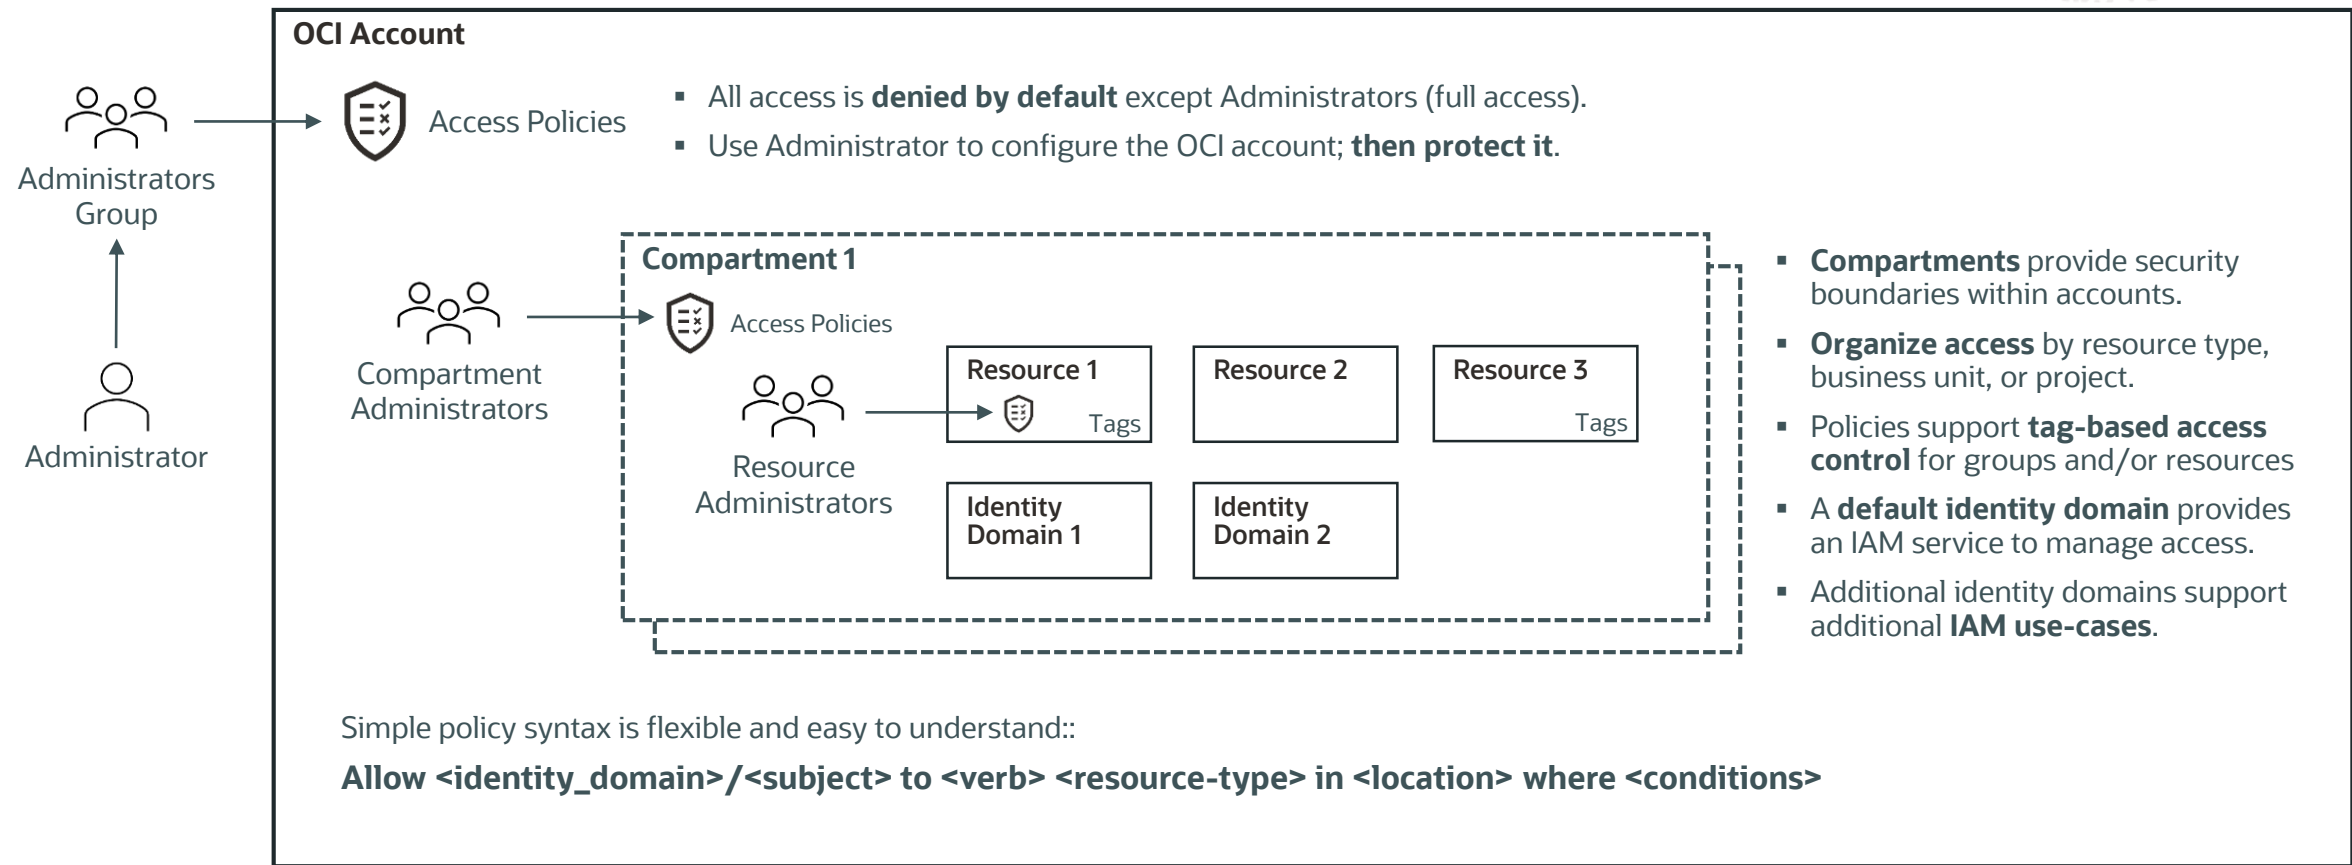 OCI Account
Access Policies
▪ All access is denied by default except Administrators (full access).
▪ Use Administrator to configure the OCI account; then protect it.
Administrators
Group
Administrator
Compartment 1
Access Policies
Compartment
Administrators
Resource
Administrators
Resource 1
Tags
Resource 2
Resource 3
Tags
Identity
Domain 1
Identity
Domain 2
▪ Compartments provide security
boundaries within accounts.
▪ Organize access by resource type,
business unit, or project.
▪ Policies support tag-based access
control for groups and/or resources
▪ A default identity domain provides
an IAM service to manage access.
▪ Additional identity domains support
additional IAM use-cases.
Simple policy syntax is flexible and easy to understand::
Allow <identity_domain>/<subject> to <verb> <resource-type> in <location> where <conditions>